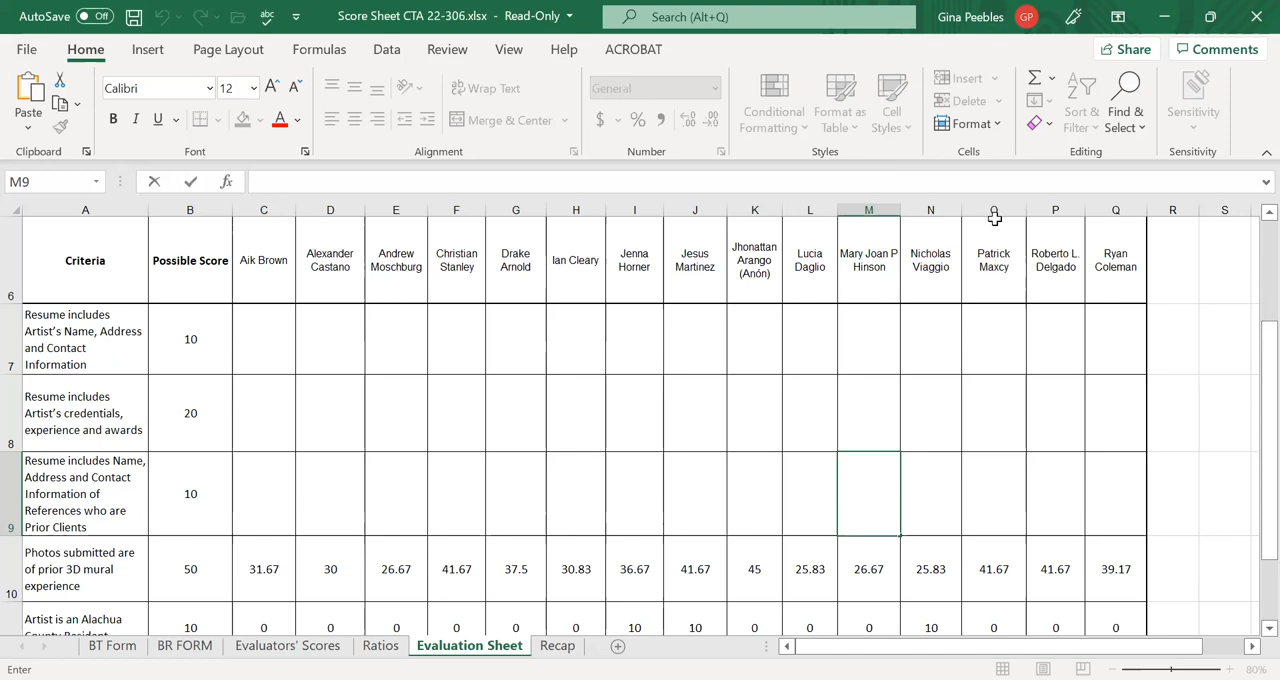 AutoSave Off Score Sheet CTA 22-306.xlsx - Read-Only Search (Alt+Q) Gina Peebles GP
File Home Insert Page Layout Formulas Data Review View Help ACROBAT Share Comments
Paste
Clipboard
Calibri 12
B I U A
Font
Wrap Text
Merge & Center
Alignment
General
$ % 9
Number
Conditional Formatting
Format as Table
Cell Styles
Styles
Insert
Delete
Format
Cells
Sort & Filter
Find & Select
Editing
Sensitivity
Sensitivity
M9 fx
A B C D E F G H I J K L M N O P Q R S
6 Criteria Possible Score Aik Brown Alexander Castano Andrew Moschburg Christian Stanley Drake Arnold Ian Cleary Jenna Horner Jesus Martinez Jhonattan Arango (Anón) Lucia Daglio Mary Joan P Hinson Nicholas Viaggio Patrick Maxcy Roberto L. Delgado Ryan Coleman
Resume includes
Artist's Name, Address
and Contact
Information
7 10
Resume includes
Artist's credentials,
experience and awards
8 20
Resume includes Name,
Address and Contact
Information of
References who are
Prior Clients
9 10
Photos submitted are
of prior 3D mural
experience
10 50 31.67 30 26.67 41.67 37.5 30.83 36.67 41.67 45 25.83 26.67 25.83 41.67 41.67 39.17
Artist is an Alachua
County Resident
10 0 0 0 0 0 0 10 10 0 0 0 10 0 0 0
BT Form BR FORM Evaluators' Scores Ratios Evaluation Sheet Recap
Enter 80%